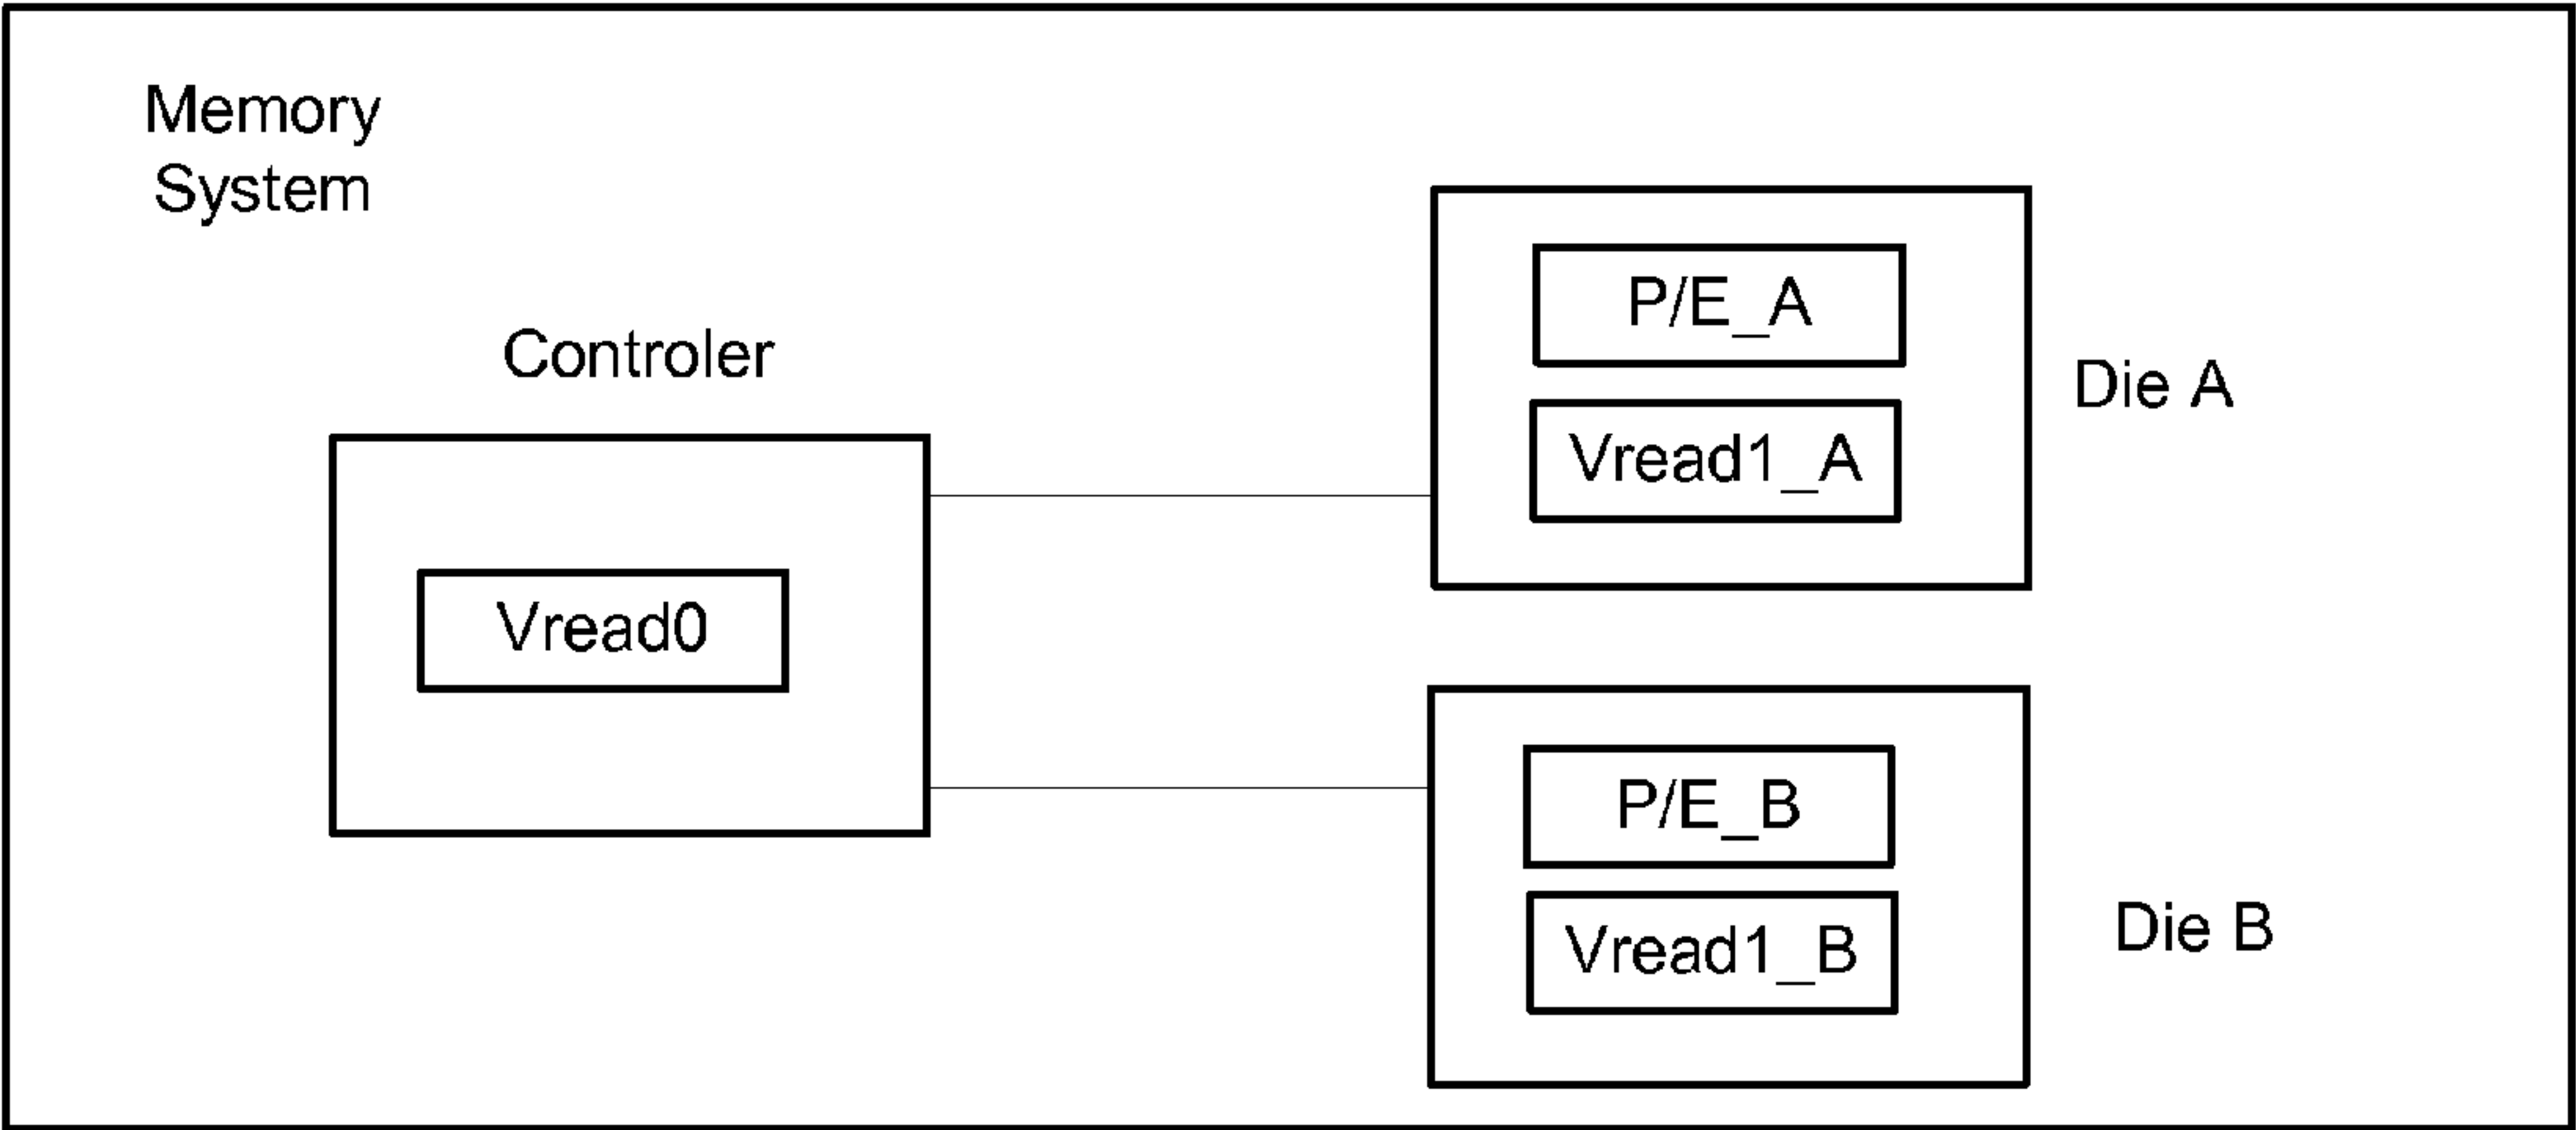 Memory
System
Controler
Vread0
P/E_A
Vread1_A
Die A
P/E_B
Vread1_B
Die B